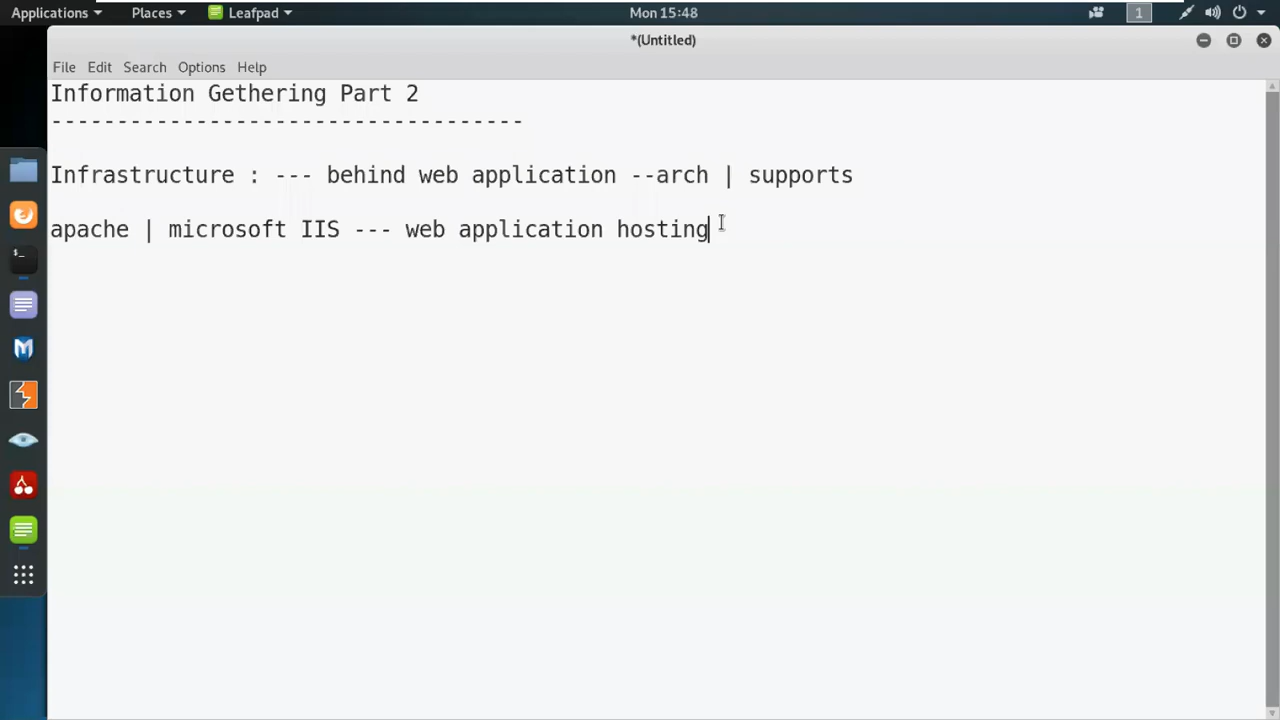 Applications Places Leafpad Mon 15:48 1
*(Untitled)
File Edit Search Options Help
Information Gethering Part 2
------------------------------------
Infrastructure : --- behind web application --arch | supports
apache | microsoft IIS --- web application hosting